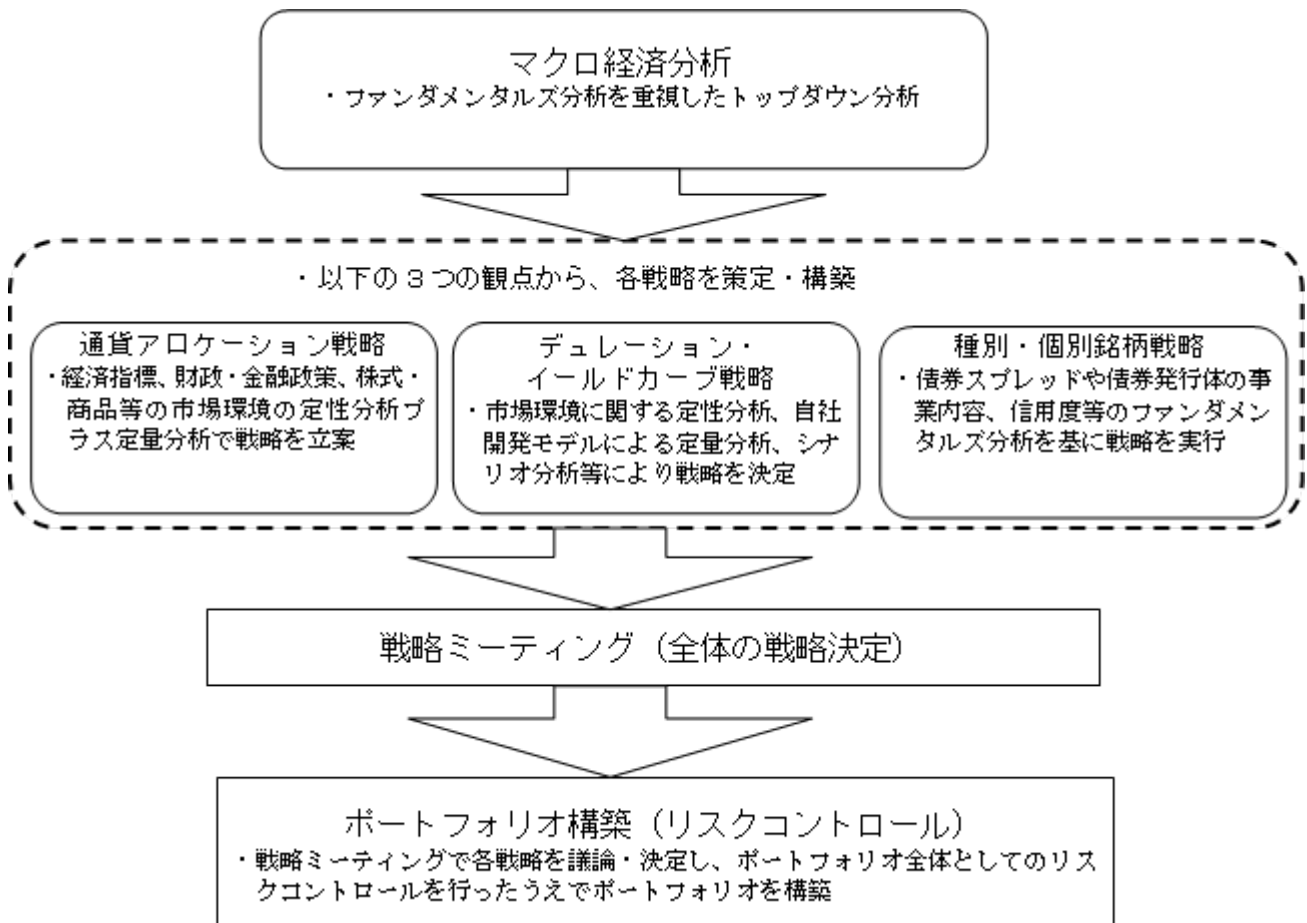 マクロ経済分析
・ファンダメンタルズ分析を重視したトップダウン分析
・以下の３つの観点から、各戦略を策定・構築
通貨アロケーション戦略
・経済指標、財政・金融政策、株式・
商品等の市場環境の定性分析プ
ラス定量分析で戦略を立案
デュレーション・
イールドカーブ戦略
・市場環境に関する定性分析、自社
開発モデルによる定量分析、シナ
リオ分析等により戦略を決定
種別・個別銘柄戦略
・債券スプレッドや債券発行体の事
業内容、信用度等のファンダメン
タルズ分析を基に戦略を実行
戦略ミーティング（全体の戦略決定）
ポートフォリオ構築（リスクコントロール）
・戦略ミーティングで各戦略を議論・決定し、ポートフォリオ全体としてのリス
クコントロールを行ったうえでポートフォリオを構築